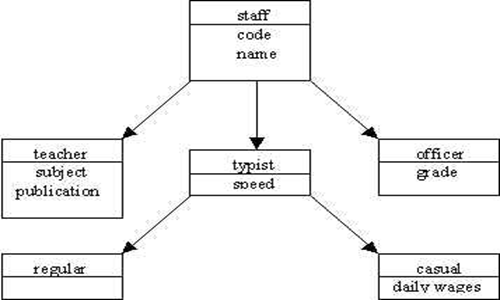 staff
code
name
teacher
subject
publication
typist
speed
officer
grade
regular
casual
daily wages